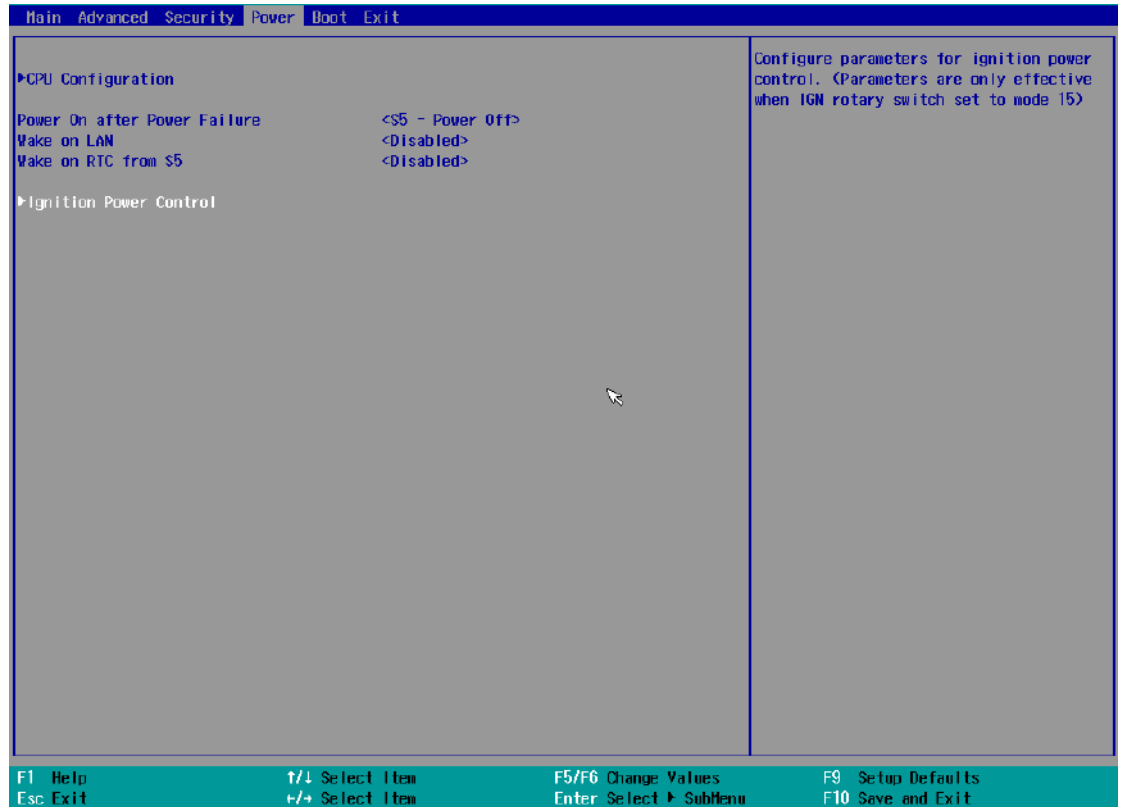 Main Advanced Security Power Boot Exit
▶CPU Configuration
Power On after Power Failure <S5 - Power Off>
Wake on LAN <Disabled>
Wake on RTC from S5 <Disabled>
▶Ignition Power Control
Configure parameters for ignition power
control. (Parameters are only effective
when IGN rotary switch set to mode 15)
F1 Help ↑/↓ Select Item F5/F6 Change Values F9 Setup Defaults
Esc Exit ←/→ Select Item Enter Select ▶ SubMenu F10 Save and Exit